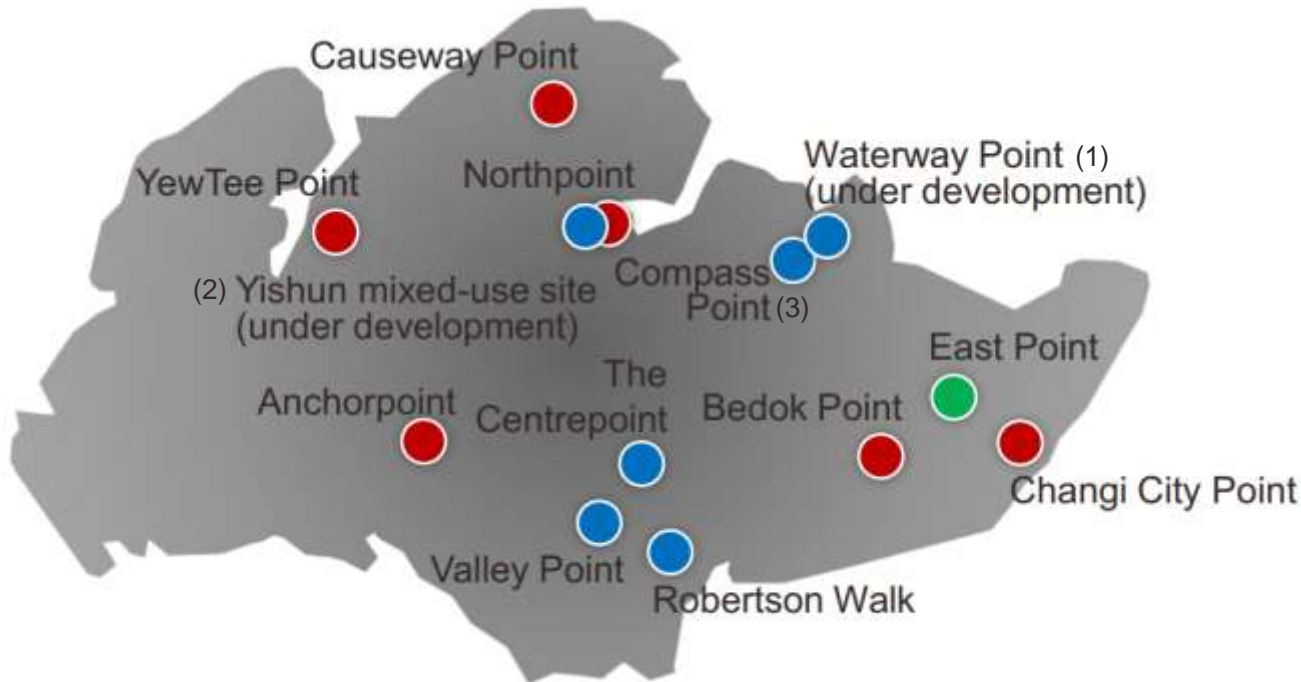 Causeway Point
Waterway Point (1)
(under development)
YewTee Point
Northpoint
(2) Yishun mixed-use site
(under development)
Compass
Point (3)
East Point
The
Centrepoint
Anchorpoint
Bedok Point
Changi City Point
Valley Point
Robertson Walk